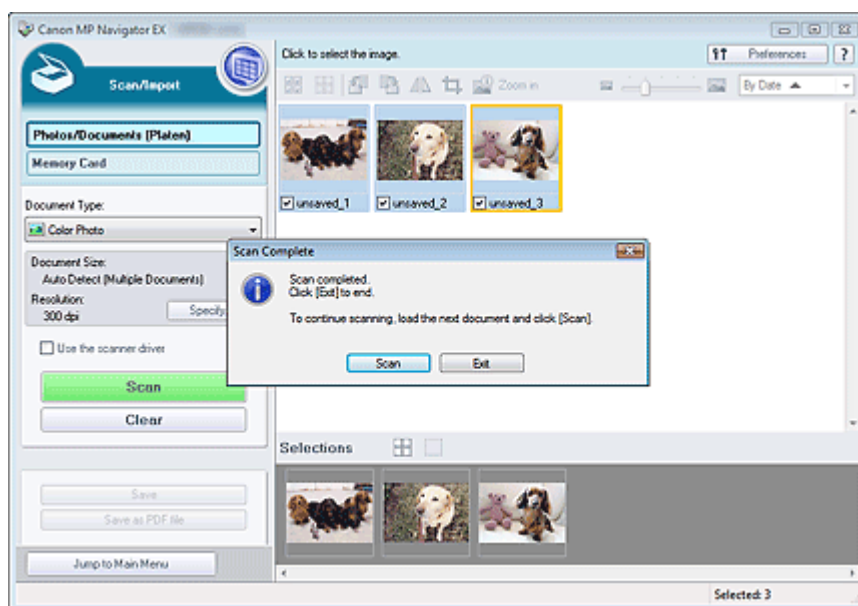 Canon MP Navigator EX
Scan/Import
Click to select the image.
Preferences
?
Zoom in
By Date
Photos/Documents (Platen)
Memory Card
unsaved_1
unsaved_2
unsaved_3
Document Type:
Color Photo
Document Size:
Auto Detect (Multiple Documents)
Resolution:
300 dpi
Specify
Use the scanner driver
Scan
Clear
Scan Complete
Scan completed.
Click [Exit] to end.
To continue scanning, load the next document and click [Scan].
Scan
Exit
Selections
Save
Save as PDF file
Jump to Main Menu
Selected: 3